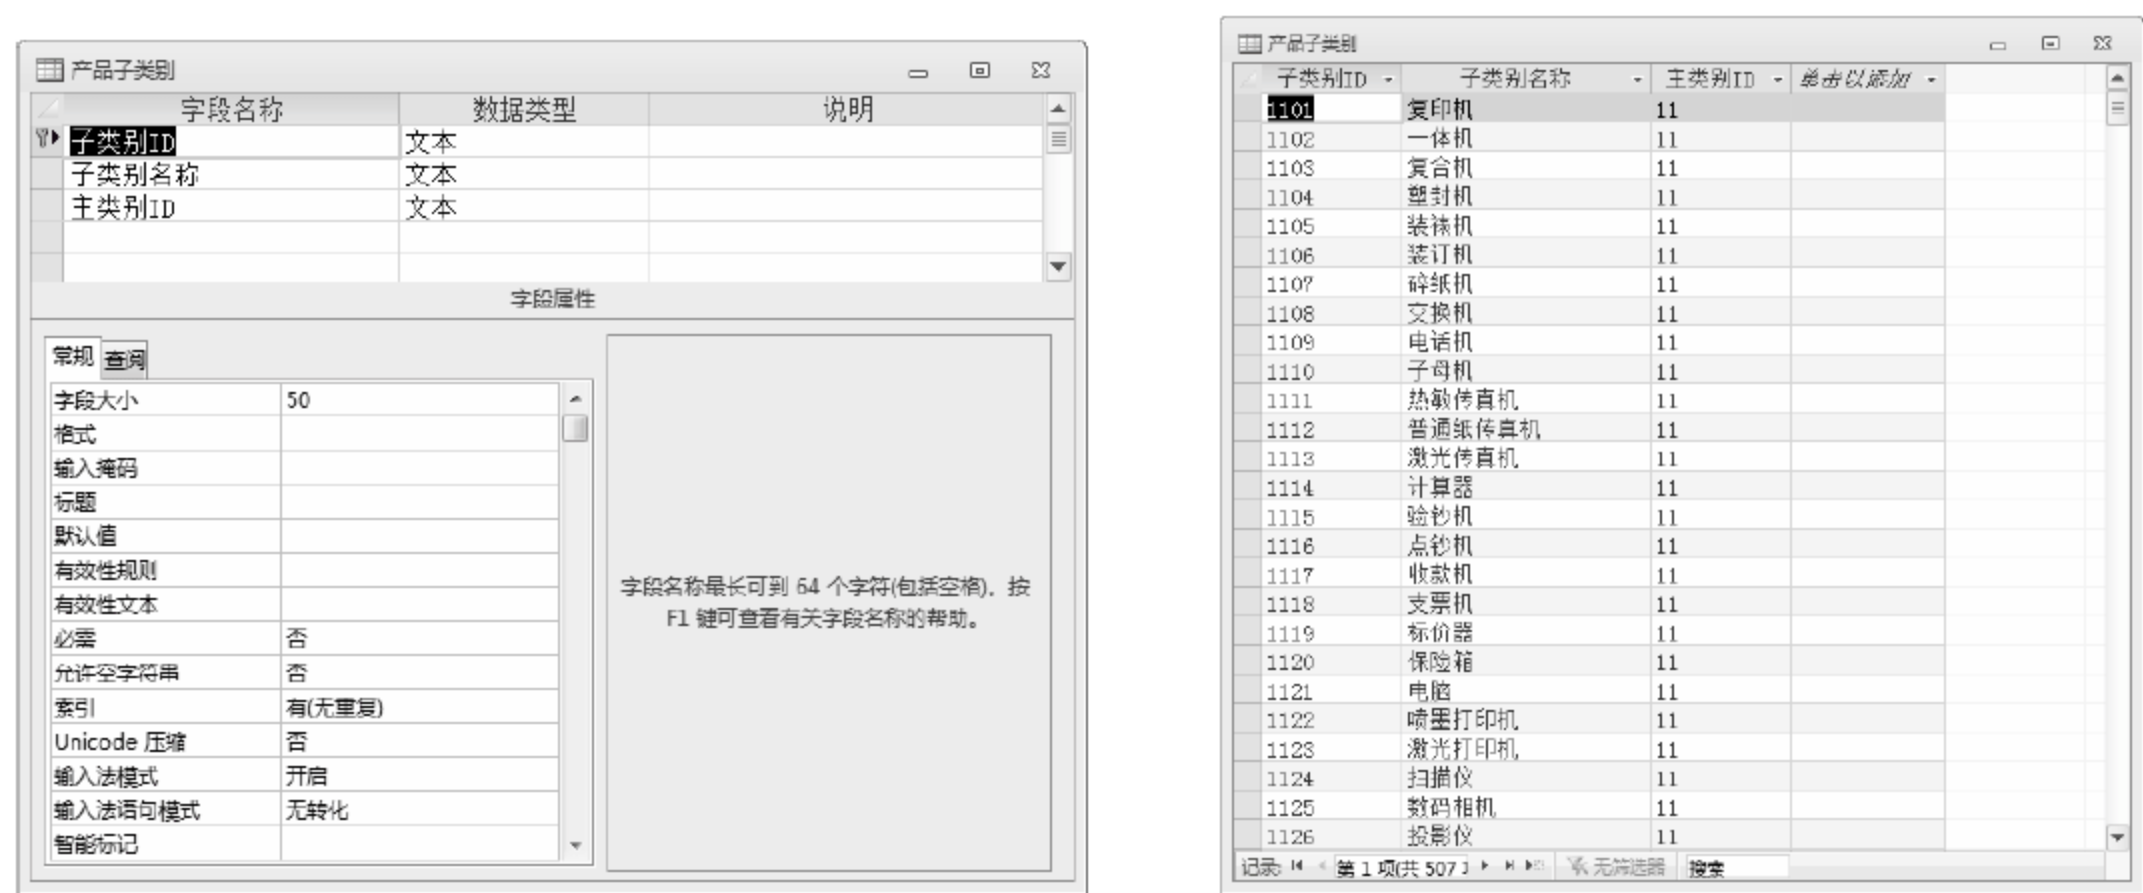 产品子类别
字段名称 数据类型 说明
子类别ID 文本
子类别名称 文本
主类别ID 文本
字段属性
常规 查阅
字段大小 50
格式
输入掩码
标题
默认值
有效性规则
有效性文本
必需 否
允许空字符串 否
索引 有(无重复)
Unicode 压缩 否
输入法模式 开启
输入法语句模式 无转化
智能标记
字段名称最长可到 64 个字符(包括空格)。按
F1 键可查看有关字段名称的帮助。
产品子类别
子类别ID 子类别名称 主类别ID 单击以添加
1101 复印机 11
1102 一体机 11
1103 复合机 11
1104 塑封机 11
1105 装裱机 11
1106 装订机 11
1107 碎纸机 11
1108 交换机 11
1109 电话机 11
1110 子母机 11
1111 热敏传真机 11
1112 普通纸传真机 11
1113 激光传真机 11
1114 计算器 11
1115 验钞机 11
1116 点钞机 11
1117 收款机 11
1118 支票机 11
1119 标价器 11
1120 保险箱 11
1121 电脑 11
1122 喷墨打印机 11
1123 激光打印机 11
1124 扫描仪 11
1125 数码相机 11
1126 投影仪 11
记录: 第 1 项(共 507 无筛选器 搜索